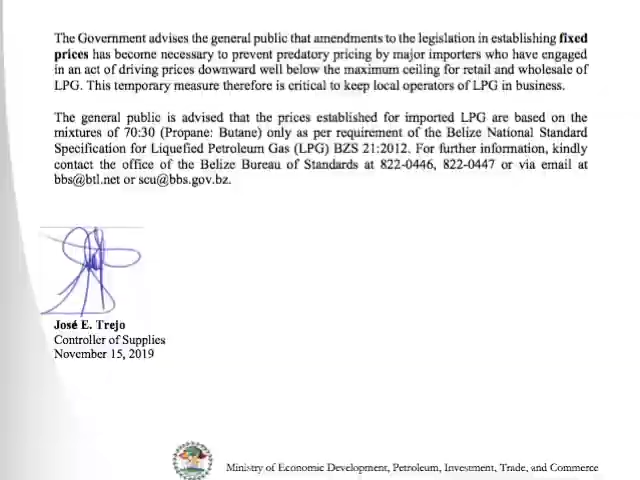 The Government advises the general public that amendments to the legislation in establishing fixed
prices has become necessary to prevent predatory pricing by major importers who have engaged
in an act of driving prices downward well below the maximum ceiling for retail and wholesale of
LPG. This temporary measure therefore is critical to keep local operators of LPG in business.
The general public is advised that the prices established for imported LPG are based on the
mixtures of 70:30 (Propane: Butane) only as per requirement of the Belize National Standard
Specification for Liquefied Petroleum Gas (LPG) BZS 21:2012. For further information, kindly
contact the office of the Belize Bureau of Standards at 822-0446, 822-0447 or via email at
bbs@btl.net or scu@bbs.gov.bz.
José E. Trejo
Controller of Supplies
November 15, 2019
Ministry of Economic Development, Petroleum, Investment, Trade, and Commerce